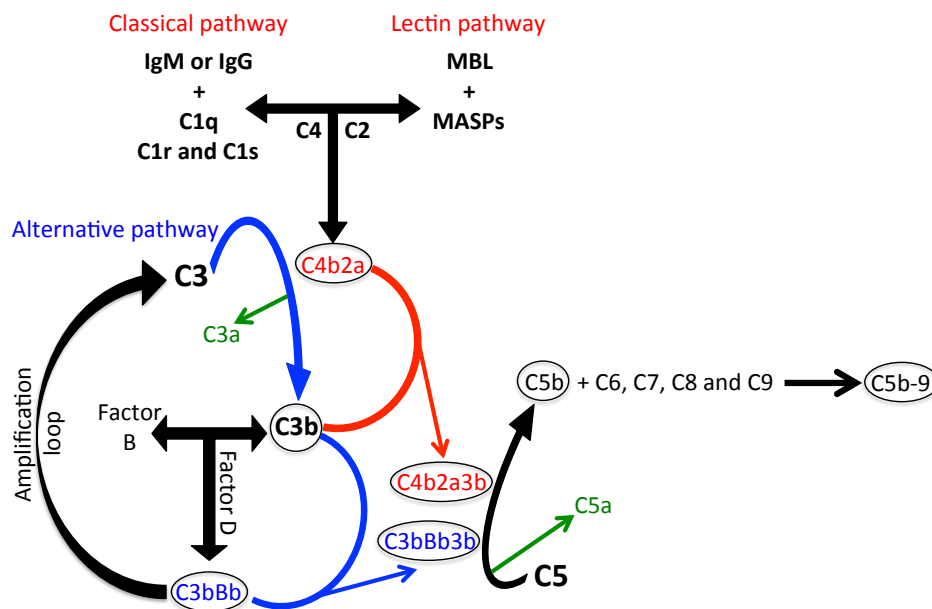 Classical pathway
Lectin pathway
IgM or IgG
+
C1q
C1r and C1s
MBL
+
MASPs
C4
C2
Alternative pathway
C3
C4b2a
C3a
C5b + C6, C7, C8 and C9
C5b-9
Amplification
loop
Factor
B
C3b
Factor D
C4b2a3b
C3bBb3b
C5a
C5
C3bBb